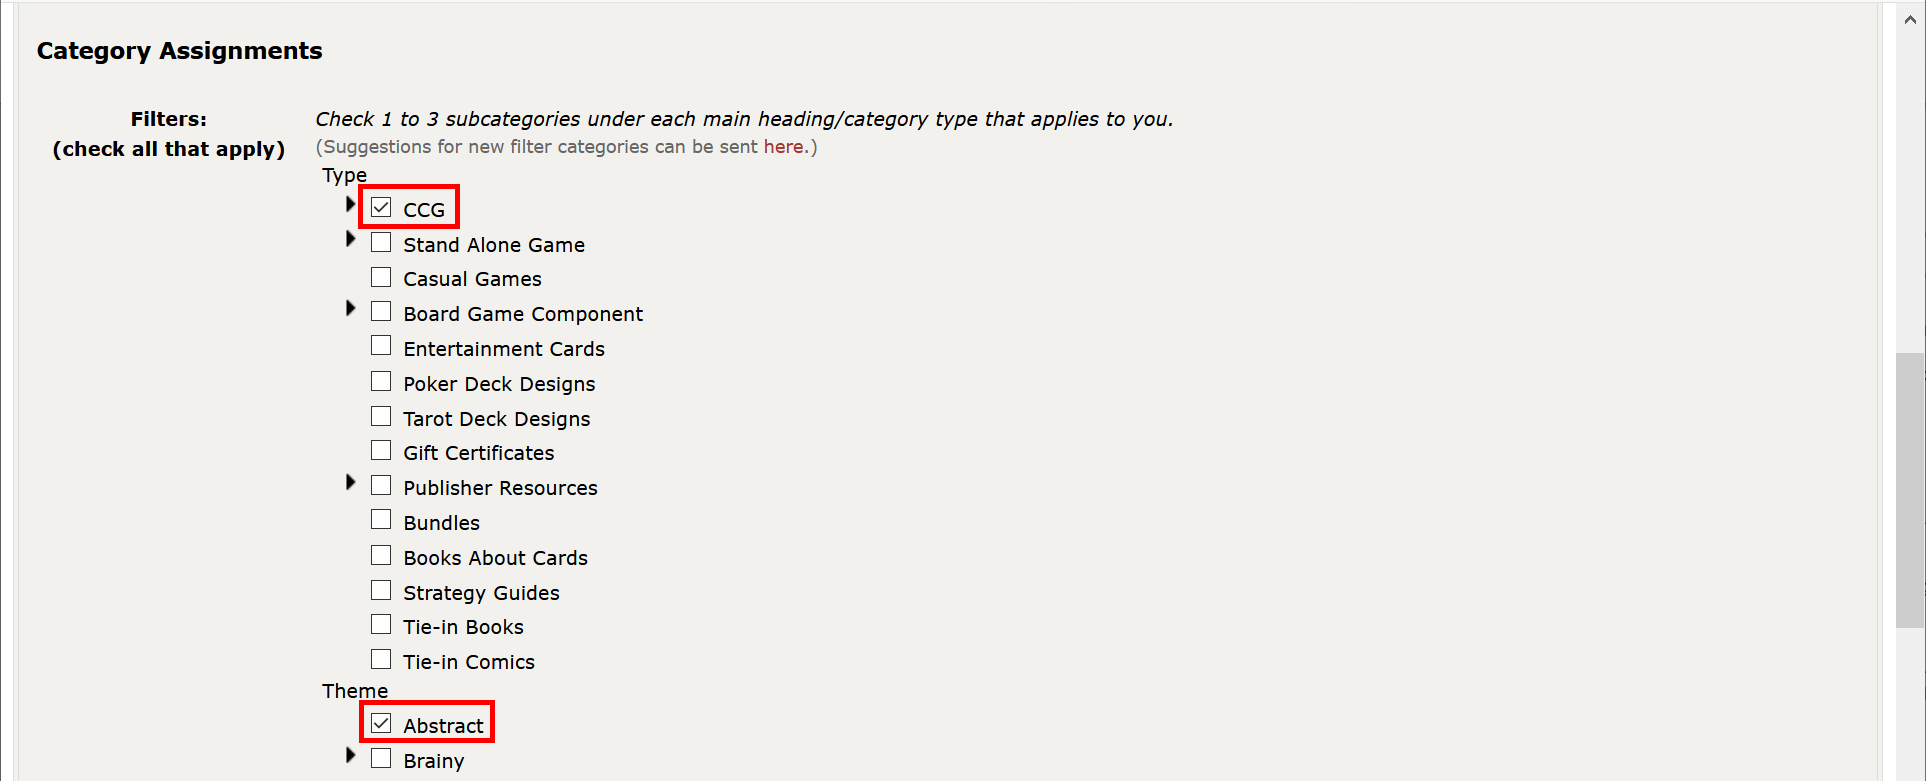 Category Assignments
Filters:
(check all that apply)
Check 1 to 3 subcategories under each main heading/category type that applies to you.
(Suggestions for new filter categories can be sent here.)
Type
CCG
Stand Alone Game
Casual Games
Board Game Component
Entertainment Cards
Poker Deck Designs
Tarot Deck Designs
Gift Certificates
Publisher Resources
Bundles
Books About Cards
Strategy Guides
Tie-in Books
Tie-in Comics
Theme
Abstract
Brainy